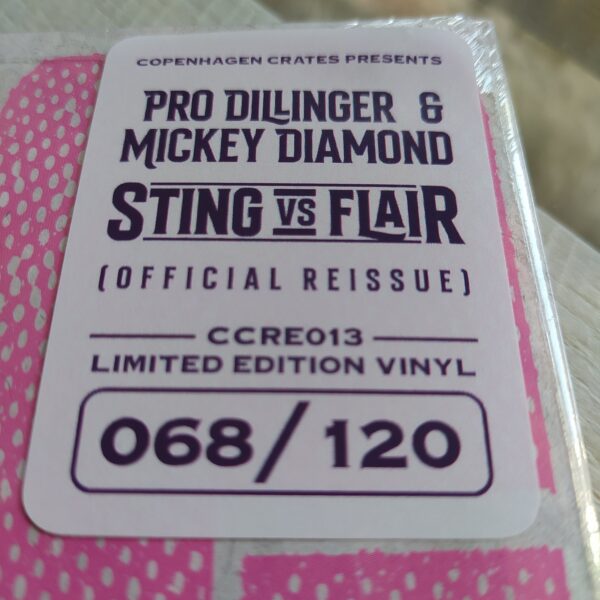 COPENHAGEN CRATES PRESENTS
PRO DILLINGER &
MICKEY DIAMOND
STING VS FLAIR
(OFFICIAL REISSUE)
CCRE013
LIMITED EDITION VINYL
068/120